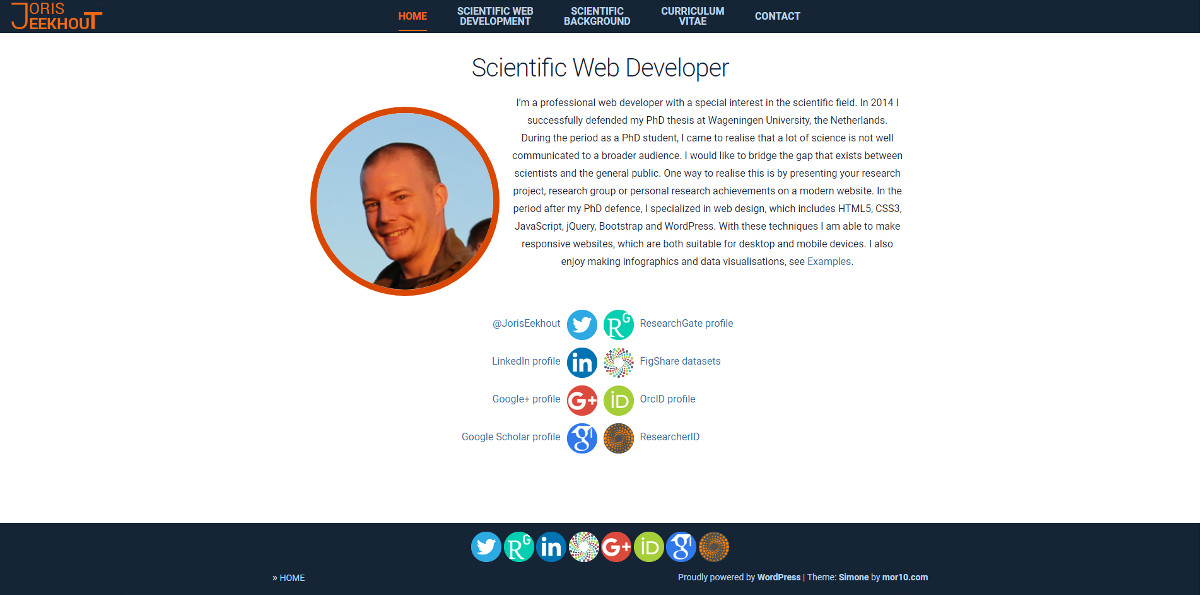 JORIS
JEEKHOUT
HOME
SCIENTIFIC WEB
DEVELOPMENT
SCIENTIFIC
BACKGROUND
CURRICULUM
VITAE
CONTACT
Scientific Web Developer
I'm a professional web developer with a special interest in the scientific field. In 2014 I
successfully defended my PhD thesis at Wageningen University, the Netherlands.
During the period as a PhD student, I came to realise that a lot of science is not well
communicated to a broader audience. I would like to bridge the gap that exists between
scientists and the general public. One way to realise this is by presenting your research
project, research group or personal research achievements on a modern website. In the
period after my PhD defence, I specialized in web design, which includes HTML5, CSS3,
JavaScript, jQuery, Bootstrap and WordPress. With these techniques I am able to make
responsive websites, which are both suitable for desktop and mobile devices. I also
enjoy making infographics and data visualisations, see Examples.
@JorisEekhout RG ResearchGate profile
LinkedIn profile in FigShare datasets
Google+ profile G+ iD OrcID profile
Google Scholar profile g ResearcherID
RG in G+ iD g
» HOME
Proudly powered by WordPress | Theme: Simone by mor10.com